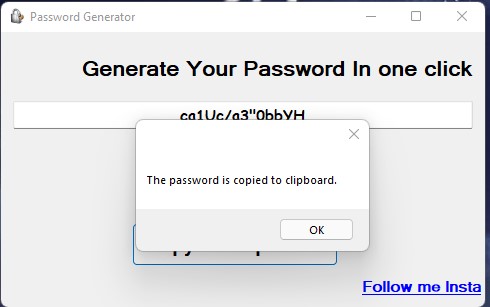 Password Generator
Generate Your Password In one click
ca1Uc/a3"0bbYH
The password is copied to clipboard.
OK
Follow me Insta